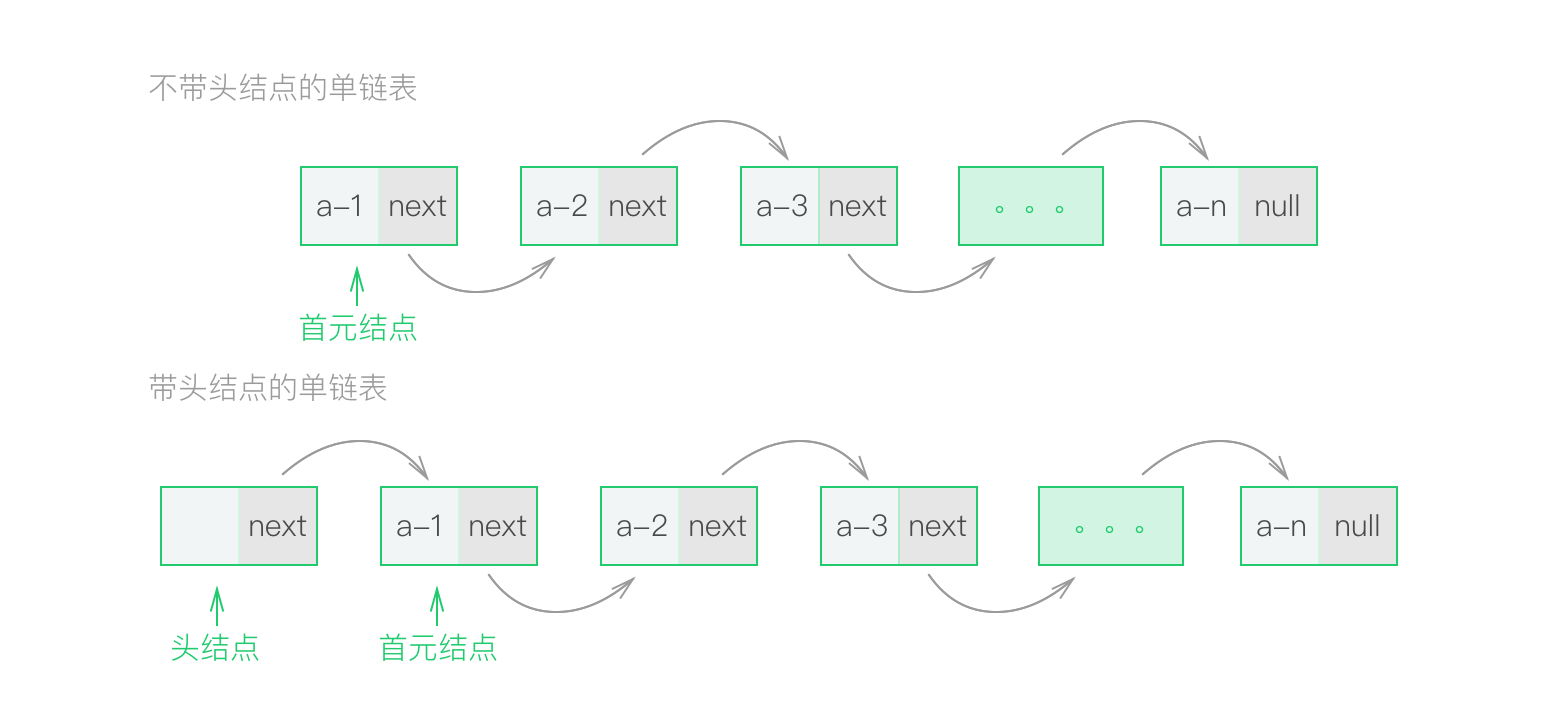 不带头结点的单链表
a-1 next a-2 next a-3 next 。。。 a-n null
首元结点
带头结点的单链表
next a-1 next a-2 next a-3 next 。。。 a-n null
头结点 首元结点